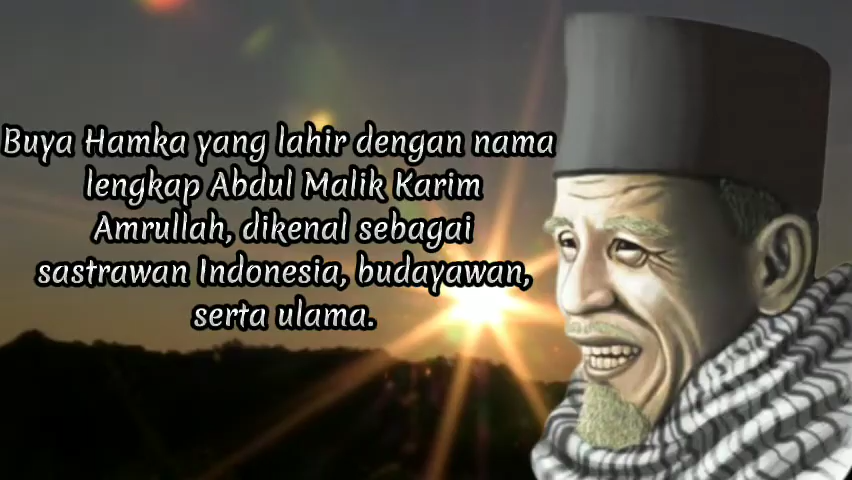 Buya Hamka yang lahir dengan nama
lengkap Abdul Malik Karim
Amrullah, dikenal sebagai
sastrawan Indonesia, budayawan,
serta ulama.